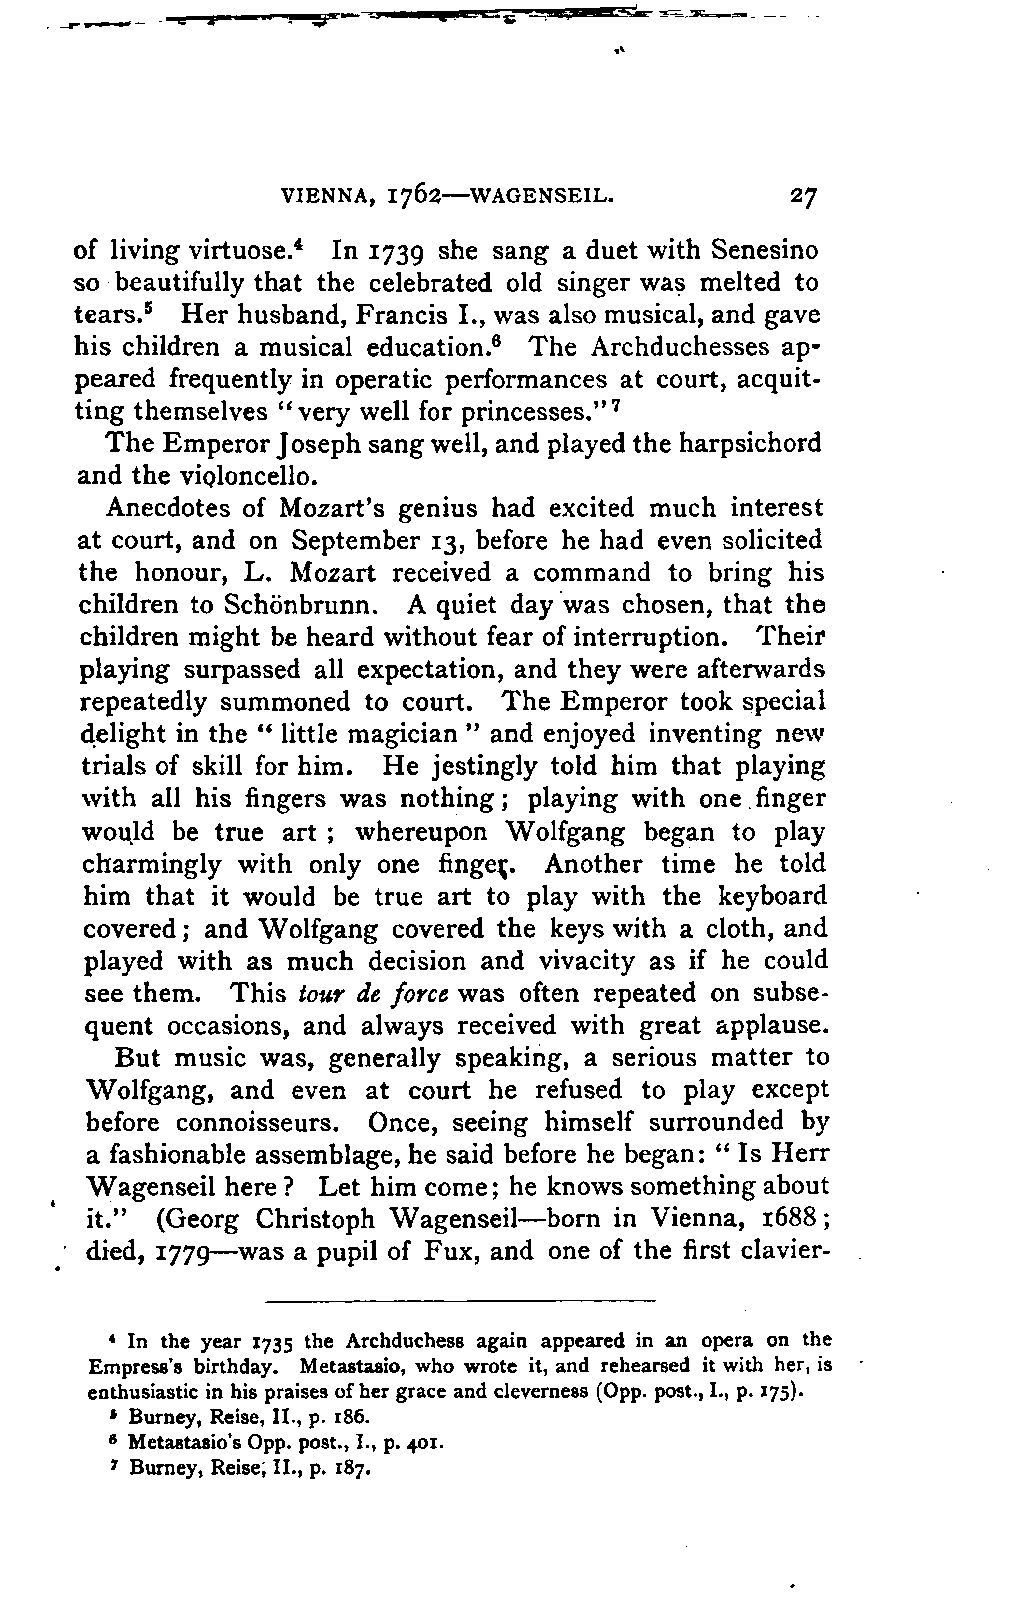 VIENNA, 1762—WAGENSEIL. 27
of living virtuose.⁴ In 1739 she sang a duet with Senesino
so beautifully that the celebrated old singer was melted to
tears.⁵ Her husband, Francis I., was also musical, and gave
his children a musical education.⁶ The Archduchesses ap-
peared frequently in operatic performances at court, acquit-
ting themselves "very well for princesses."⁷
The Emperor Joseph sang well, and played the harpsichord
and the violoncello.
Anecdotes of Mozart's genius had excited much interest
at court, and on September 13, before he had even solicited
the honour, L. Mozart received a command to bring his
children to Schönbrunn. A quiet day was chosen, that the
children might be heard without fear of interruption. Their
playing surpassed all expectation, and they were afterwards
repeatedly summoned to court. The Emperor took special
delight in the "little magician" and enjoyed inventing new
trials of skill for him. He jestingly told him that playing
with all his fingers was nothing; playing with one finger
would be true art; whereupon Wolfgang began to play
charmingly with only one finger. Another time he told
him that it would be true art to play with the keyboard
covered; and Wolfgang covered the keys with a cloth, and
played with as much decision and vivacity as if he could
see them. This tour de force was often repeated on subse-
quent occasions, and always received with great applause.
But music was, generally speaking, a serious matter to
Wolfgang, and even at court he refused to play except
before connoisseurs. Once, seeing himself surrounded by
a fashionable assemblage, he said before he began: "Is Herr
Wagenseil here? Let him come; he knows something about
it." (Georg Christoph Wagenseil—born in Vienna, 1688;
died, 1779—was a pupil of Fux, and one of the first clavier-
⁴ In the year 1735 the Archduchess again appeared in an opera on the
Empress's birthday. Metastasio, who wrote it, and rehearsed it with her, is
enthusiastic in his praises of her grace and cleverness (Opp. post., I., p. 175).
⁵ Burney, Reise, II., p. 186.
⁶ Metastasio's Opp. post., I., p. 401.
⁷ Burney, Reise, II., p. 187.